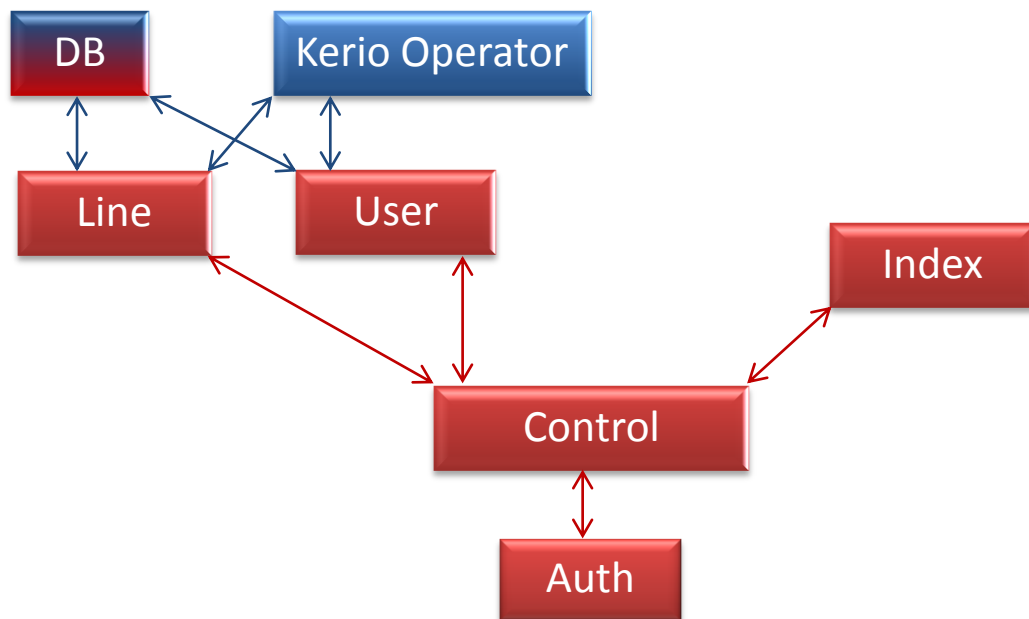 DB
Kerio Operator
Line
User
Index
Control
Auth